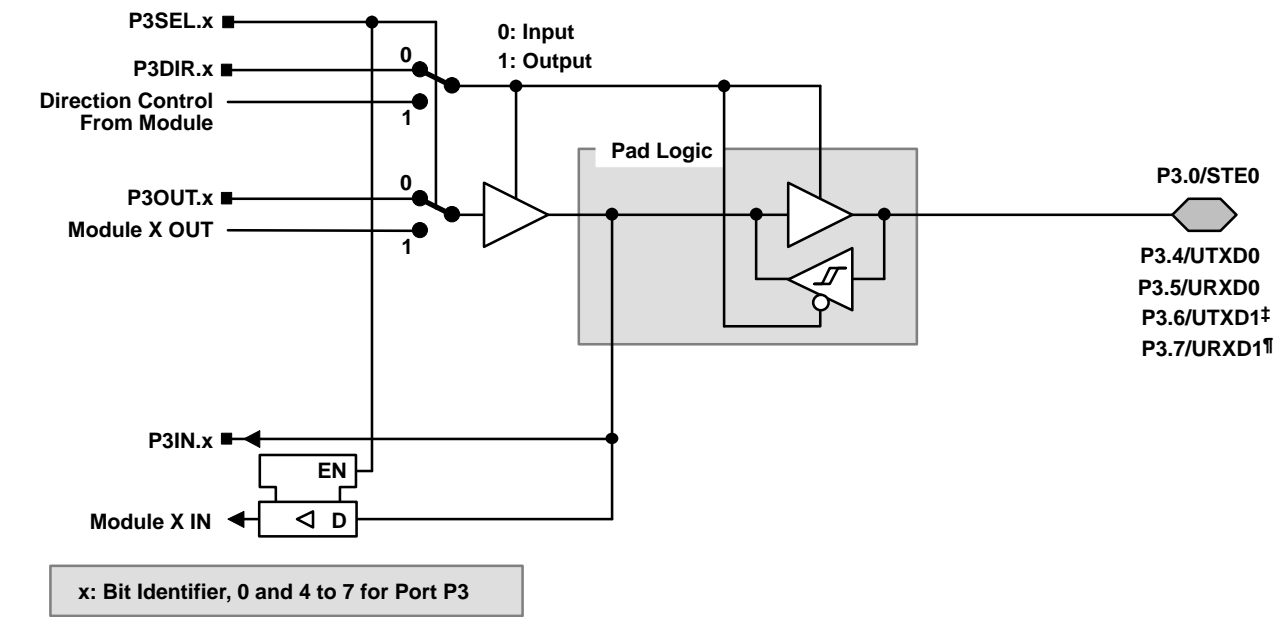 P3SEL.x
0: Input
1: Output
0
P3DIR.x
Direction Control
From Module
1
Pad Logic
P3.0/STE0
0
P3OUT.x
Module X OUT
1
P3.4/UTXD0
P3.5/URXD0
P3.6/UTXD1‡
P3.7/URXD1¶
P3IN.x
EN
Module X IN
D
x: Bit Identifier, 0 and 4 to 7 for Port P3